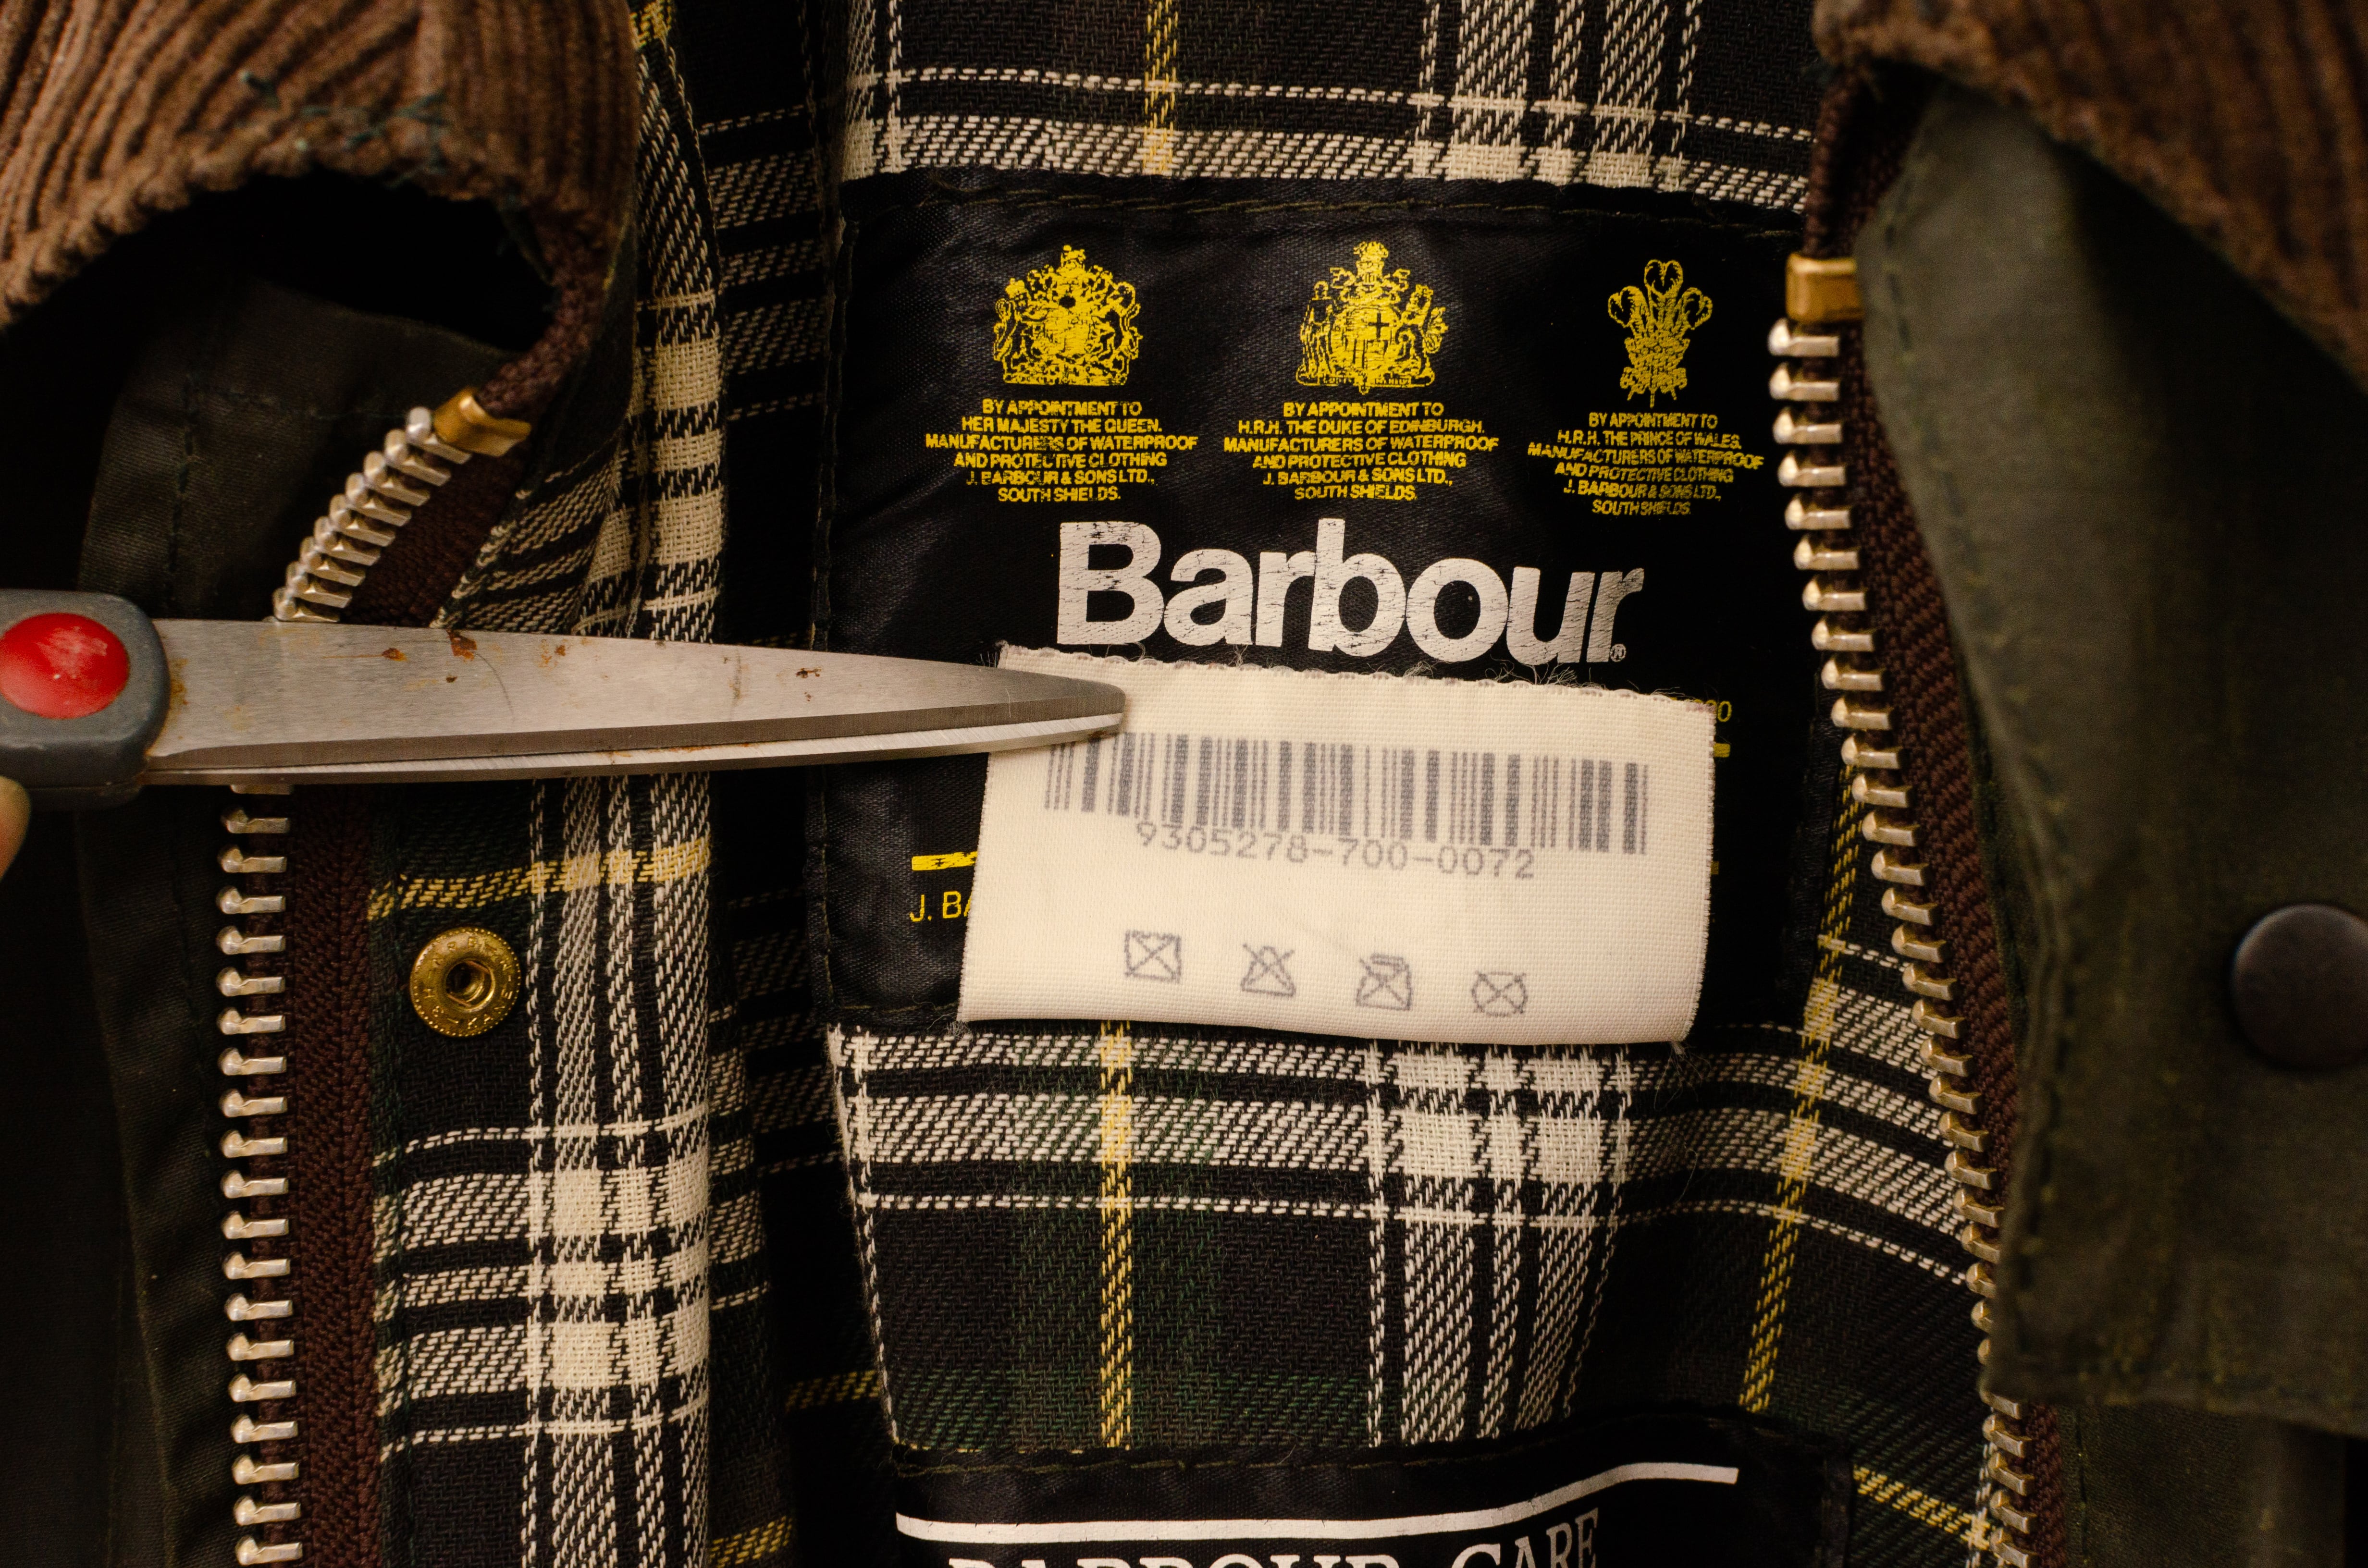 BY APPOINTMENT TO
HER MAJESTY THE QUEEN.
MANUFACTURERS OF WATERPROOF
AND PROTECTIVE CLOTHING
J. BARBOUR & SONS LTD.,
SOUTH SHIELDS.
BY APPOINTMENT TO
H.R.H. THE DUKE OF EDINBURGH.
MANUFACTURERS OF WATERPROOF
AND PROTECTIVE CLOTHING
J. BARBOUR & SONS LTD.,
SOUTH SHIELDS.
BY APPOINTMENT TO
H.R.H. THE PRINCE OF WALES.
MANUFACTURERS OF WATERPROOF
AND PROTECTIVE CLOTHING
J. BARBOUR & SONS LTD.,
SOUTH SHIELDS.
Barbour®
9305278-700-0072
J. BA
BARBOUR CARE